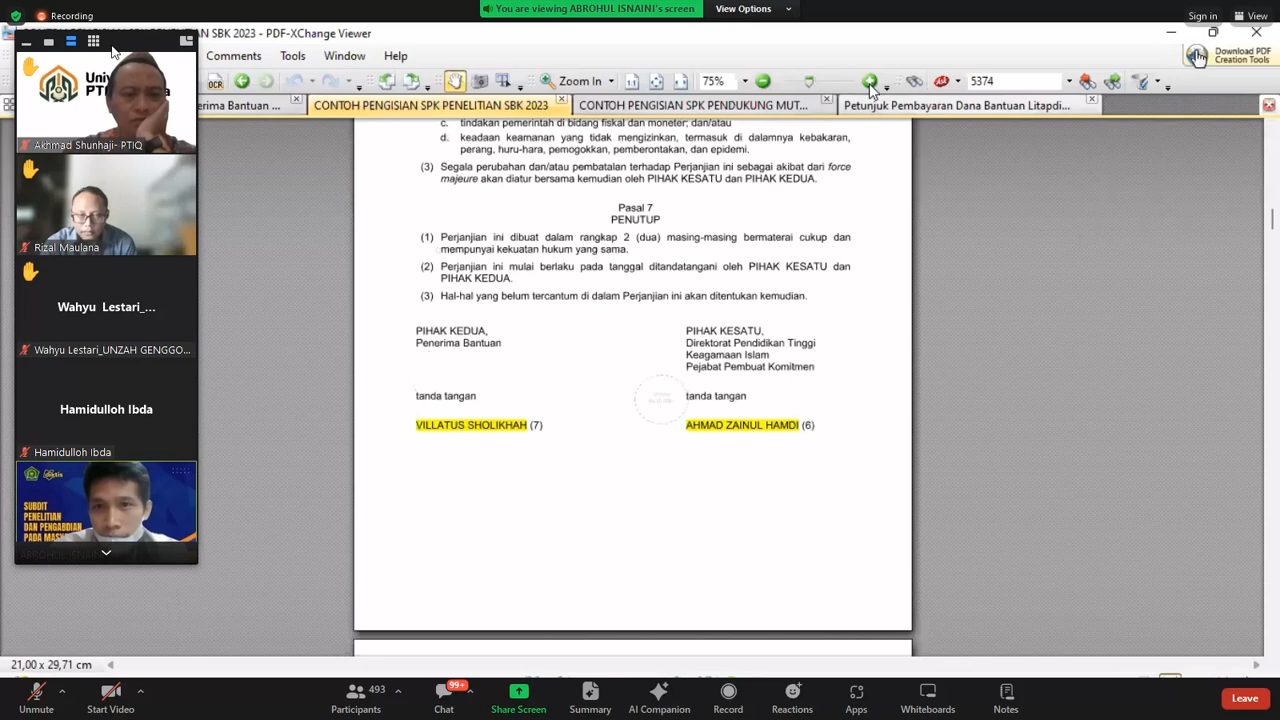 Recording
You are viewing ABROHUL ISNAINI's screen
View Options
Sign in
View
SBK 2023 - PDF-XChange Viewer
Comments
Tools
Window
Help
Download PDF
Creation Tools
OCR
Zoom In
75%
5374
erima Bantuan ...
CONTOH PENGISIAN SPK PENELITIAN SBK 2023
CONTOH PENGISIAN SPK PENDUKUNG MUT...
Petunjuk Pembayaran Dana Bantuan Litapdi...
c. tindakan pemerintah di bidang fiskal dan moneter; dan/atau
d. keadaan keamanan yang tidak mengizinkan, termasuk di dalamnya kebakaran,
perang, huru-hara, pemogokkan, pemberontakan, dan epidemi.
(3) Segala perubahan dan/atau pembatalan terhadap Perjanjian ini sebagai akibat dari force
majeure akan diatur bersama kemudian oleh PIHAK KESATU dan PIHAK KEDUA.
Pasal 7
PENUTUP
(1) Perjanjian ini dibuat dalam rangkap 2 (dua) masing-masing bermaterai cukup dan
mempunyai kekuatan hukum yang sama.
(2) Perjanjian ini mulai berlaku pada tanggal ditandatangani oleh PIHAK KESATU dan
PIHAK KEDUA.
(3) Hal-hal yang belum tercantum di dalam Perjanjian ini akan ditentukan kemudian.
PIHAK KEDUA,
Penerima Bantuan
tanda tangan
VILLATUS SHOLIKHAH (7)
PIHAK KESATU,
Direktorat Pendidikan Tinggi
Keagamaan Islam
Pejabat Pembuat Komitmen
tanda tangan
AHMAD ZAINUL HAMDI (6)
Akhmad Shunhaji- PTIQ
Rizal Maulana
Wahyu Lestari_...
Wahyu Lestari_UNZAH GENGGO...
Hamidulloh Ibda
Hamidulloh Ibda
SUBDIT
PENELITIAN
DAN PENGABDIAN
PADA
21,00 x 29,71 cm
Unmute
Start Video
Participants
493
Chat
99+
Share Screen
Summary
AI Companion
Record
Reactions
Apps
Whiteboards
Notes
Leave